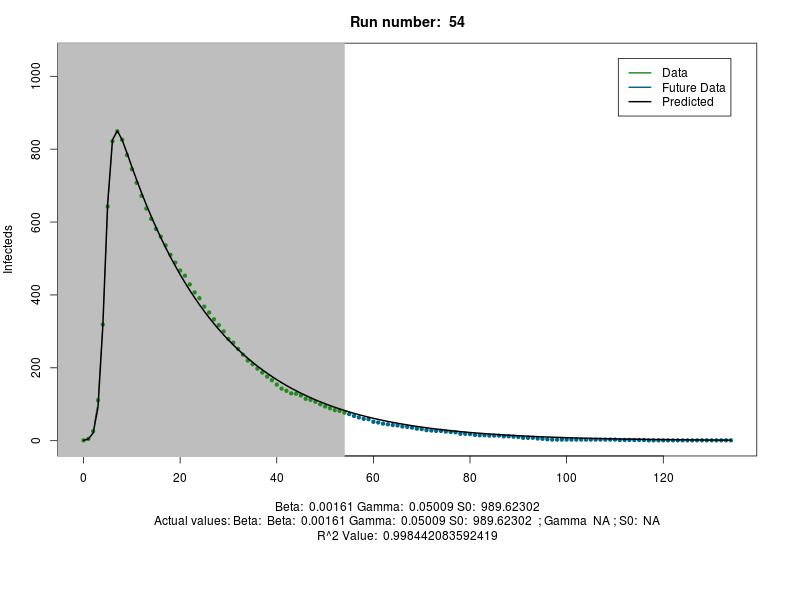 Run number: 54
1000
800
600
400
200
0
Infecteds
Data
Future Data
Predicted
0 20 40 60 80 100 120
Beta: 0.00161 Gamma: 0.05009 S0: 989.62302
Actual values: Beta: Beta: 0.00161 Gamma: 0.05009 S0: 989.62302 ; Gamma NA ; S0: NA
R^2 Value: 0.998442083592419